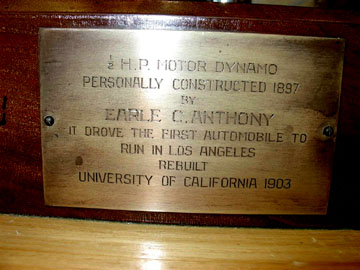 ½ H.P. MOTOR DYNAMO
PERSONALLY CONSTRUCTED 1897
BY
EARLE C. ANTHONY
IT DROVE THE FIRST AUTOMOBILE TO
RUN IN LOS ANGELES
REBUILT
UNIVERSITY OF CALIFORNIA 1903